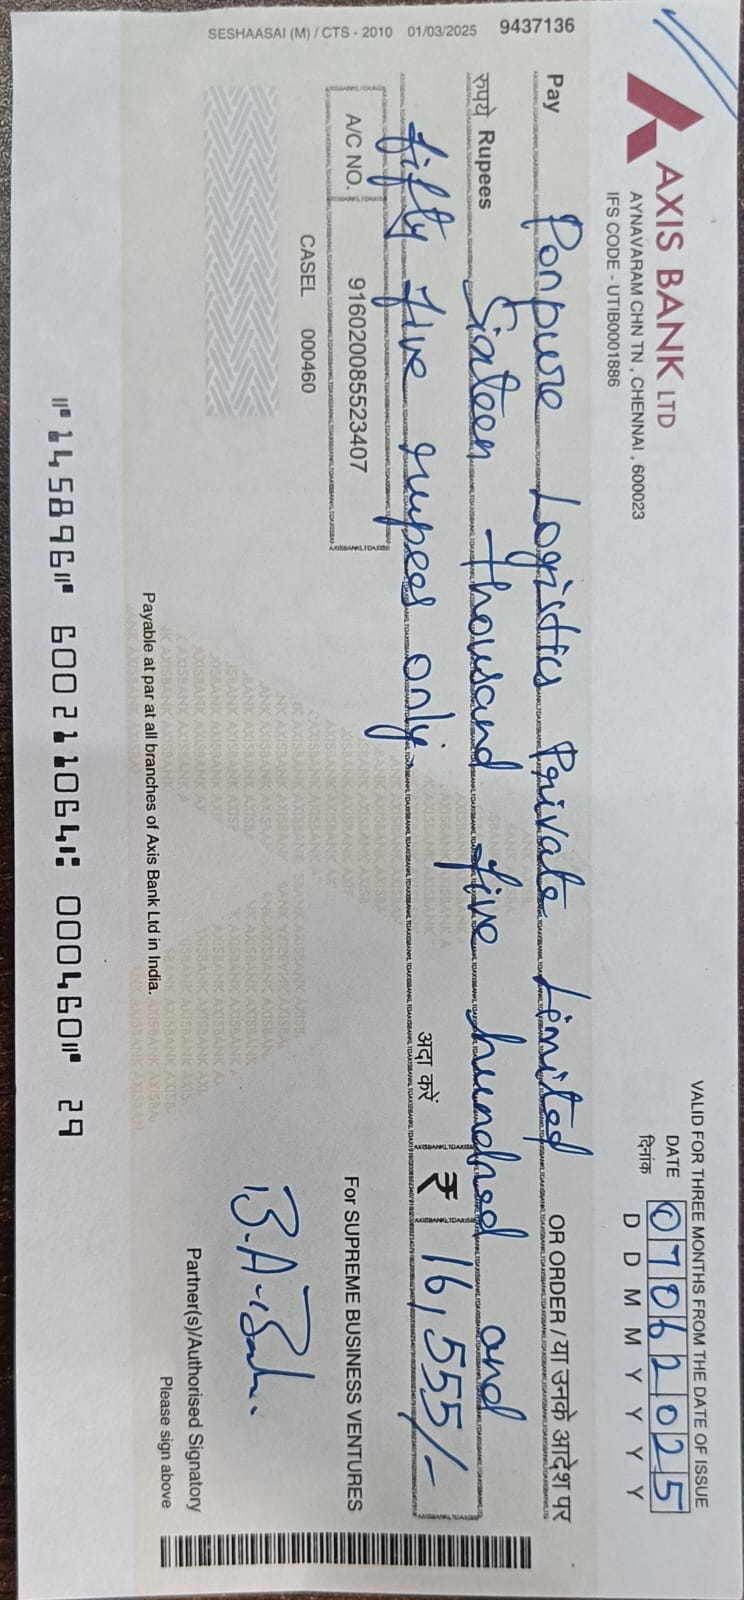 SESHAASAI (M) / CTS - 2010 01/03/2025 9437136
AXIS BANK LTD
AYNAVARAM CHN TN , CHENNAI , 600023
IFS CODE - UTIB0001886
VALID FOR THREE MONTHS FROM THE DATE OF ISSUE
DATE 07062025
दिनांक D D M M Y Y Y Y
Pay Ponpure Logistics Private Limited OR ORDER / या उनके आदेश पर
रुपये Rupees Sixteen Thousand five hundred and
fifty five rupees only. अदा करें ₹ 16,555/-
A/C NO. 916020085523407
CASEL 000460
For SUPREME BUSINESS VENTURES
Partner(s)/Authorised Signatory
Please sign above
Payable at par at all branches of Axis Bank Ltd in India.
⑈145896⑈ 600211064⑆ 000460⑈ 29